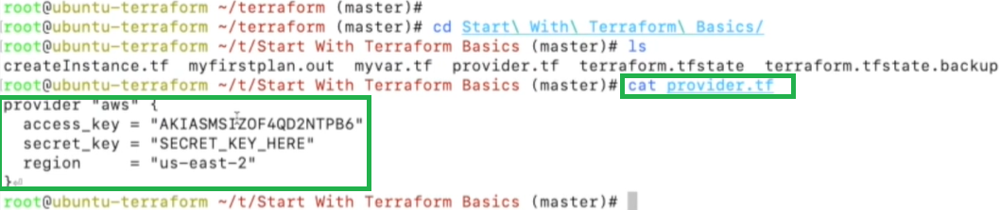 root@ubuntu-terraform ~/terraform (master)#
root@ubuntu-terraform ~/terraform (master)# cd Start\ With\ Terraform\ Basics/
root@ubuntu-terraform ~/t/Start With Terraform Basics (master)# ls
createInstance.tf myfirstplan.out myvar.tf provider.tf terraform.tfstate terraform.tfstate.backup
root@ubuntu-terraform ~/t/Start With Terraform Basics (master)# cat provider.tf
provider "aws" {
  access_key = "AKIASMSIZOF4QD2NTPB6"
  secret_key = "SECRET_KEY_HERE"
  region     = "us-east-2"
}⏎
root@ubuntu-terraform ~/t/Start With Terraform Basics (master)#